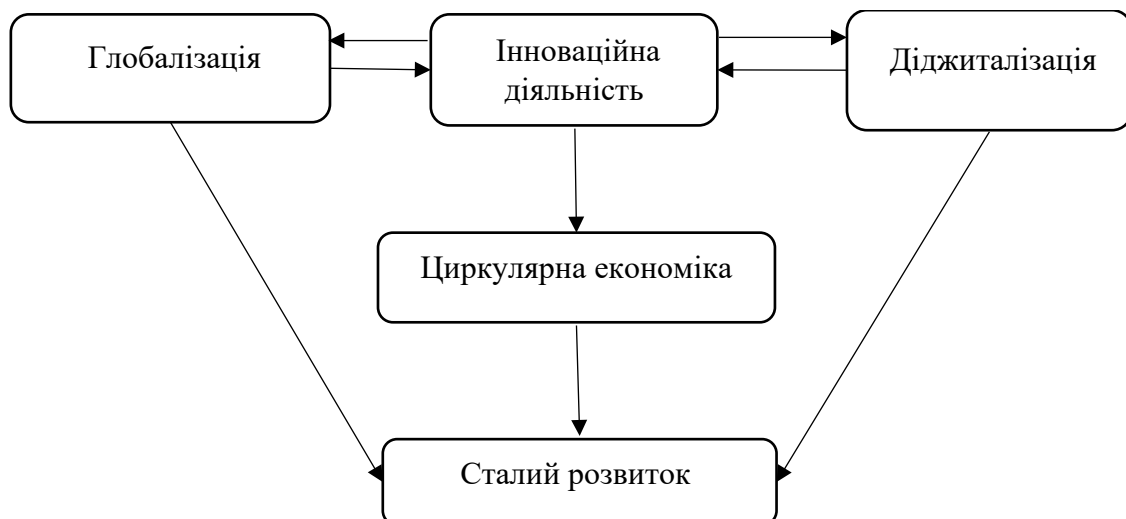 Глобалізація
Інноваційна
діяльність
Діджиталізація
Циркулярна економіка
Сталий розвиток